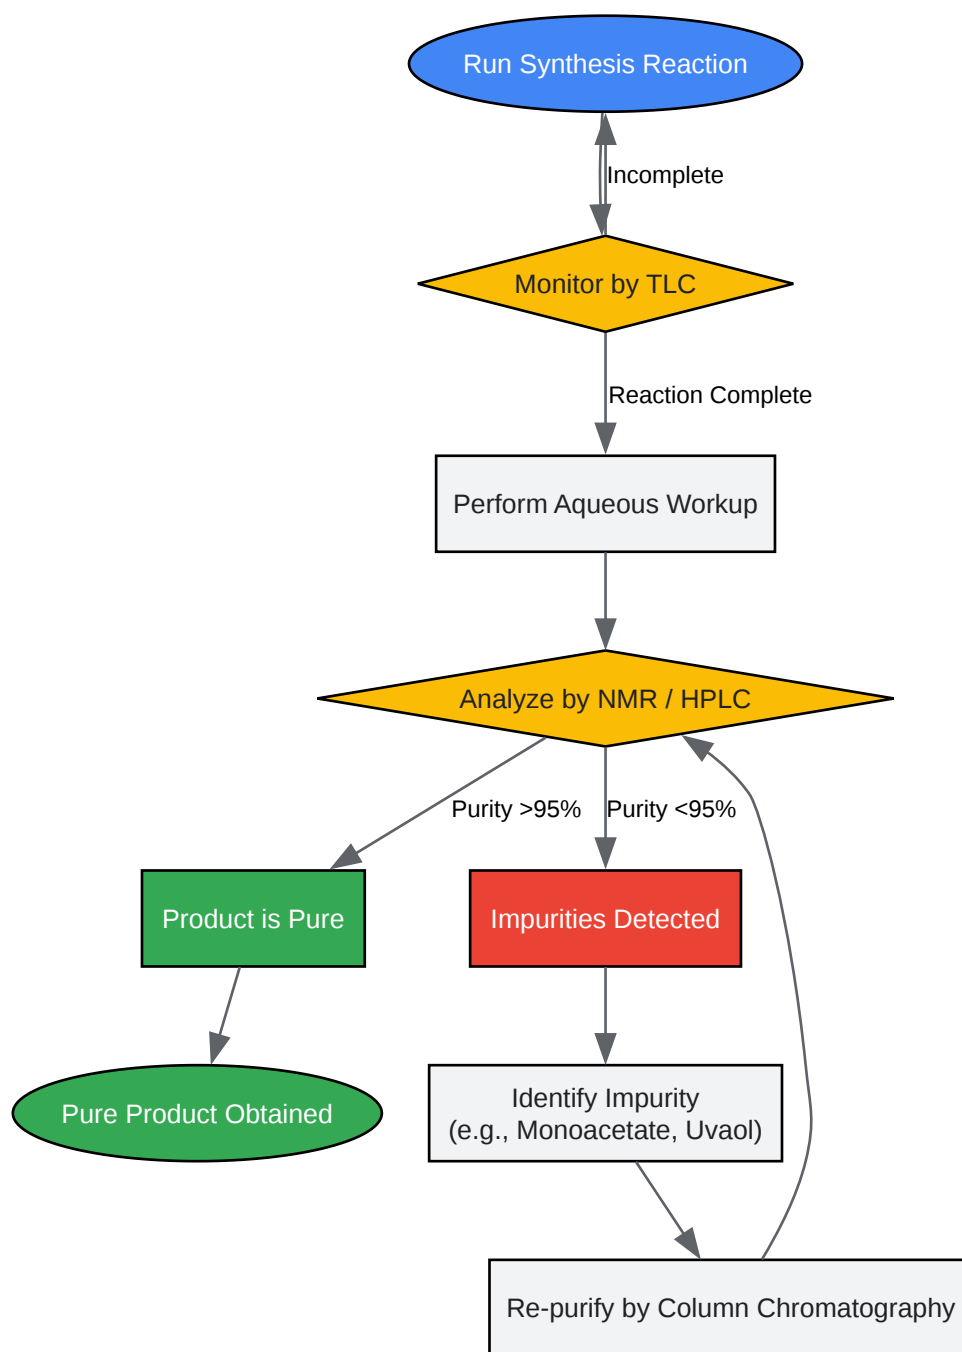 Run Synthesis Reaction
Incomplete
Monitor by TLC
Reaction Complete
Perform Aqueous Workup
Analyze by NMR / HPLC
Purity >95%
Purity <95%
Product is Pure
Impurities Detected
Identify Impurity
(e.g., Monoacetate, Uvaol)
Pure Product Obtained
Re-purify by Column Chromatography